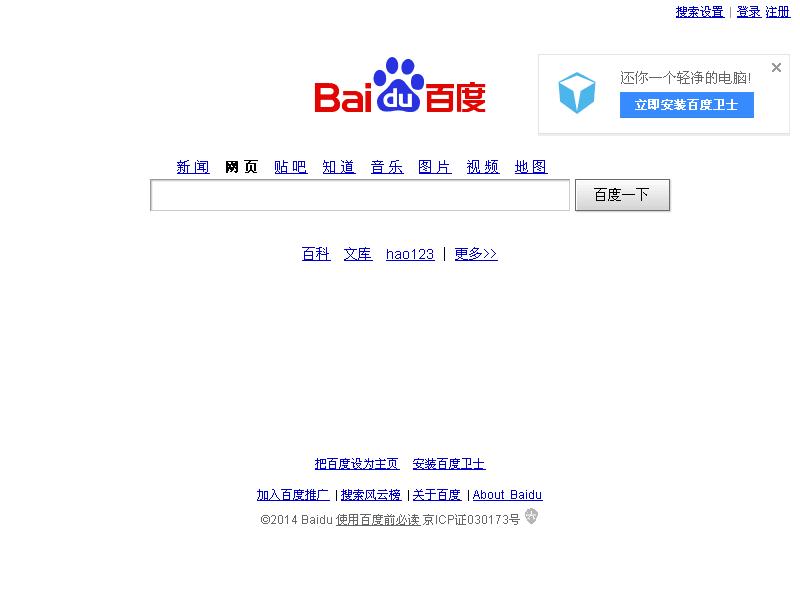 搜索设置 | 登录 注册
Bai du 百度
还你一个轻净的电脑!
立即安装百度卫士
新闻 网页 贴吧 知道 音乐 图片 视频 地图
百度一下
百科 文库 hao123 | 更多>>
把百度设为主页 安装百度卫士
加入百度推广 | 搜索风云榜 | 关于百度 | About Baidu
©2014 Baidu 使用百度前必读 京ICP证030173号